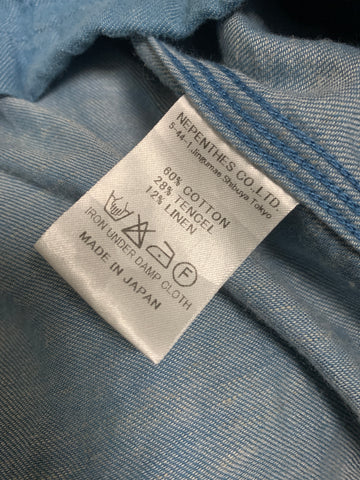 NEPENTHES CO.,LTD.
5-44-1, Jingumae Shibuya Tokyo
60% COTTON
28% TENCEL
12% LINEN
F
IRON UNDER DAMP CLOTH
MADE IN JAPAN